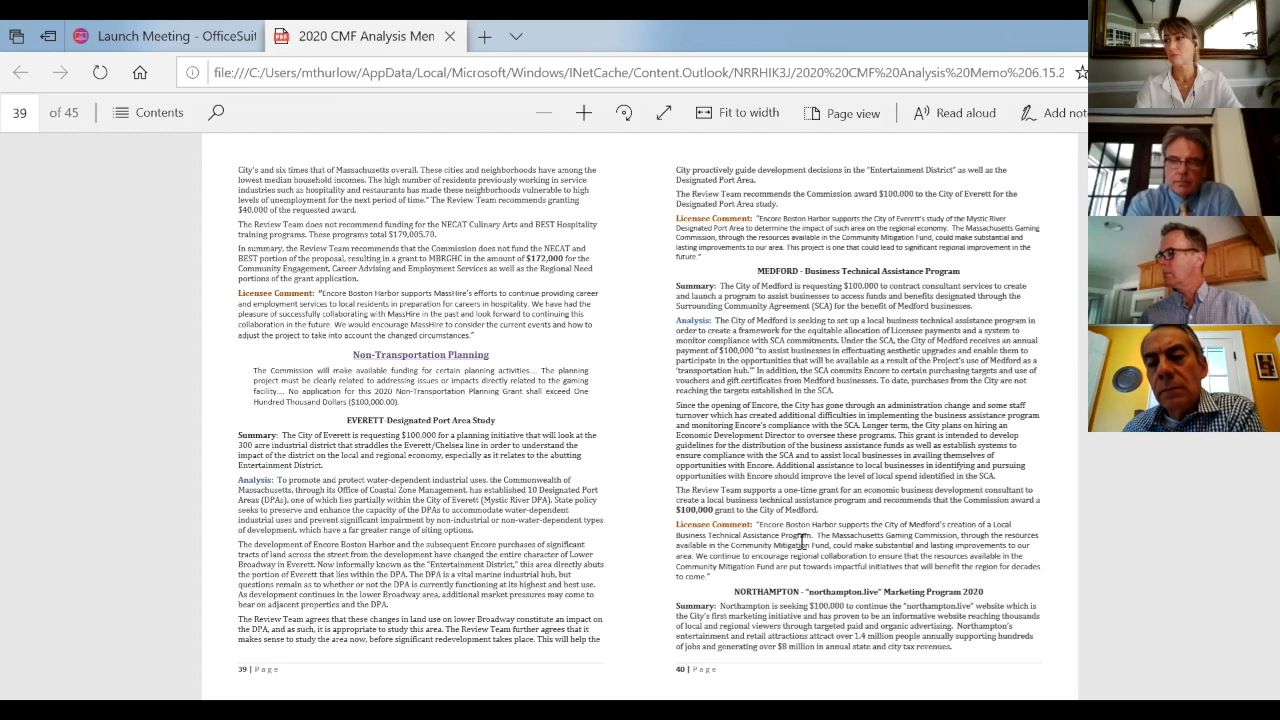 Launch Meeting - OfficeSuit
2020 CMF Analysis Mem
file:///C:/Users/mthurlow/AppData/Local/Microsoft/Windows/INetCache/Content.Outlook/NRRHIK3J/2020%20CMF%20Analysis%20Memo%206.15.2
39 of 45
Contents
Fit to width
Page view
Read aloud
Add note
City's and six times that of Massachusetts overall. These cities and neighborhoods have among the
lowest median household incomes. The high number of residents previously working in service
industries such as hospitality and restaurants has made these neighborhoods vulnerable to high
levels of unemployment for the next period of time." The Review Team recommends granting
$40,000 of the requested award.
The Review Team does not recommend funding for the NECAT Culinary Arts and BEST Hospitality
training programs. These programs total $179,005.70.
In summary, the Review Team recommends that the Commission does not fund the NECAT and
BEST portion of the proposal, resulting in a grant to MBRGHC in the amount of $172,000 for the
Community Engagement, Career Advising and Employment Services as well as the Regional Need
portions of the grant application.
Licensee Comment: "Encore Boston Harbor supports MassHire's efforts to continue providing career
and employment services to local residents in preparation for careers in hospitality. We have had the
pleasure of successfully collaborating with MassHire in the past and look forward to continuing this
collaboration in the future. We would encourage MassHire to consider the current events and how to
adjust the project to take into account the changed circumstances."
Non-Transportation Planning
The Commission will make available funding for certain planning activities.... The planning
project must be clearly related to addressing issues or impacts directly related to the gaming
facility.... No application for this 2020 Non-Transportation Planning Grant shall exceed One
Hundred Thousand Dollars ($100,000.00).
EVERETT-Designated Port Area Study
Summary: The City of Everett is requesting $100,000 for a planning initiative that will look at the
300 acre industrial district that straddles the Everett/Chelsea line in order to understand the
impact of the district on the local and regional economy, especially as it relates to the abutting
Entertainment District.
Analysis: To promote and protect water-dependent industrial uses, the Commonwealth of
Massachusetts, through its Office of Coastal Zone Management, has established 10 Designated Port
Areas (DPAs), one of which lies partially within the City of Everett (Mystic River DPA). State policy
seeks to preserve and enhance the capacity of the DPAs to accommodate water-dependent
industrial uses and prevent significant impairment by non-industrial or non-water-dependent types
of development, which have a far greater range of siting options.
The development of Encore Boston Harbor and the subsequent Encore purchases of significant
tracts of land across the street from the development have changed the entire character of Lower
Broadway in Everett. Now informally known as the "Entertainment District," this area directly abuts
the portion of Everett that lies within the DPA. The DPA is a vital marine industrial hub, but
questions remain as to whether or not the DPA is currently functioning at its highest and best use.
As development continues in the lower Broadway area, additional market pressures may come to
bear on adjacent properties and the DPA.
The Review Team agrees that these changes in land use on lower Broadway constitute an impact on
the DPA, and as such, it is appropriate to study this area. The Review Team further agrees that it
makes sense to study the area now, before significant redevelopment takes place. This will help the
39 | Page
City proactively guide development decisions in the "Entertainment District" as well as the
Designated Port Area.
The Review Team recommends the Commission award $100,000 to the City of Everett for the
Designated Port Area study.
Licensee Comment: "Encore Boston Harbor supports the City of Everett's study of the Mystic River
Designated Port Area to determine the impact of such area on the regional economy. The Massachusetts Gaming
Commission, through the resources available in the Community Mitigation Fund, could make substantial and
lasting improvements to our area. This project is one that could lead to significant regional improvement in the
future."
MEDFORD - Business Technical Assistance Program
Summary: The City of Medford is requesting $100,000 to contract consultant services to create
and launch a program to assist businesses to access funds and benefits designated through the
Surrounding Community Agreement (SCA) for the benefit of Medford businesses.
Analysis: The City of Medford is seeking to set up a local business technical assistance program in
order to create a framework for the equitable allocation of Licensee payments and a system to
monitor compliance with SCA commitments. Under the SCA, the City of Medford receives an annual
payment of $100,000 "to assist businesses in effectuating aesthetic upgrades and enable them to
participate in the opportunities that will be available as a result of the Project's use of Medford as a
'transportation hub.'" In addition, the SCA commits Encore to certain purchasing targets and use of
vouchers and gift certificates from Medford businesses. To date, purchases from the City are not
reaching the targets established in the SCA.
Since the opening of Encore, the City has gone through an administration change and some staff
turnover which has created additional difficulties in implementing the business assistance program
and monitoring Encore's compliance with the SCA. Longer term, the City plans on hiring an
Economic Development Director to oversee these programs. This grant is intended to develop
guidelines for the distribution of the business assistance funds as well as establish systems to
ensure compliance with the SCA and to assist local businesses in availing themselves of
opportunities with Encore. Additional assistance to local businesses in identifying and pursuing
opportunities with Encore should improve the level of local spend identified in the SCA.
The Review Team supports a one-time grant for an economic business development consultant to
create a local business technical assistance program and recommends that the Commission award a
$100,000 grant to the City of Medford.
Licensee Comment: "Encore Boston Harbor supports the City of Medford's creation of a Local
Business Technical Assistance Program. The Massachusetts Gaming Commission, through the resources
available in the Community Mitigation Fund, could make substantial and lasting improvements to our
area. We continue to encourage regional collaboration to ensure that the resources available in the
Community Mitigation Fund are put towards impactful initiatives that will benefit the region for decades
to come."
NORTHAMPTON - "northampton.live" Marketing Program 2020
Summary: Northampton is seeking $100,000 to continue the "northampton.live" website which is
the City's first marketing initiative and has proven to be an informative website reaching thousands
of local and regional viewers through targeted paid and organic advertising. Northampton's
entertainment and retail attractions attract over 1.4 million people annually supporting hundreds
of jobs and generating over $8 million in annual state and city tax revenues.
40 | Page